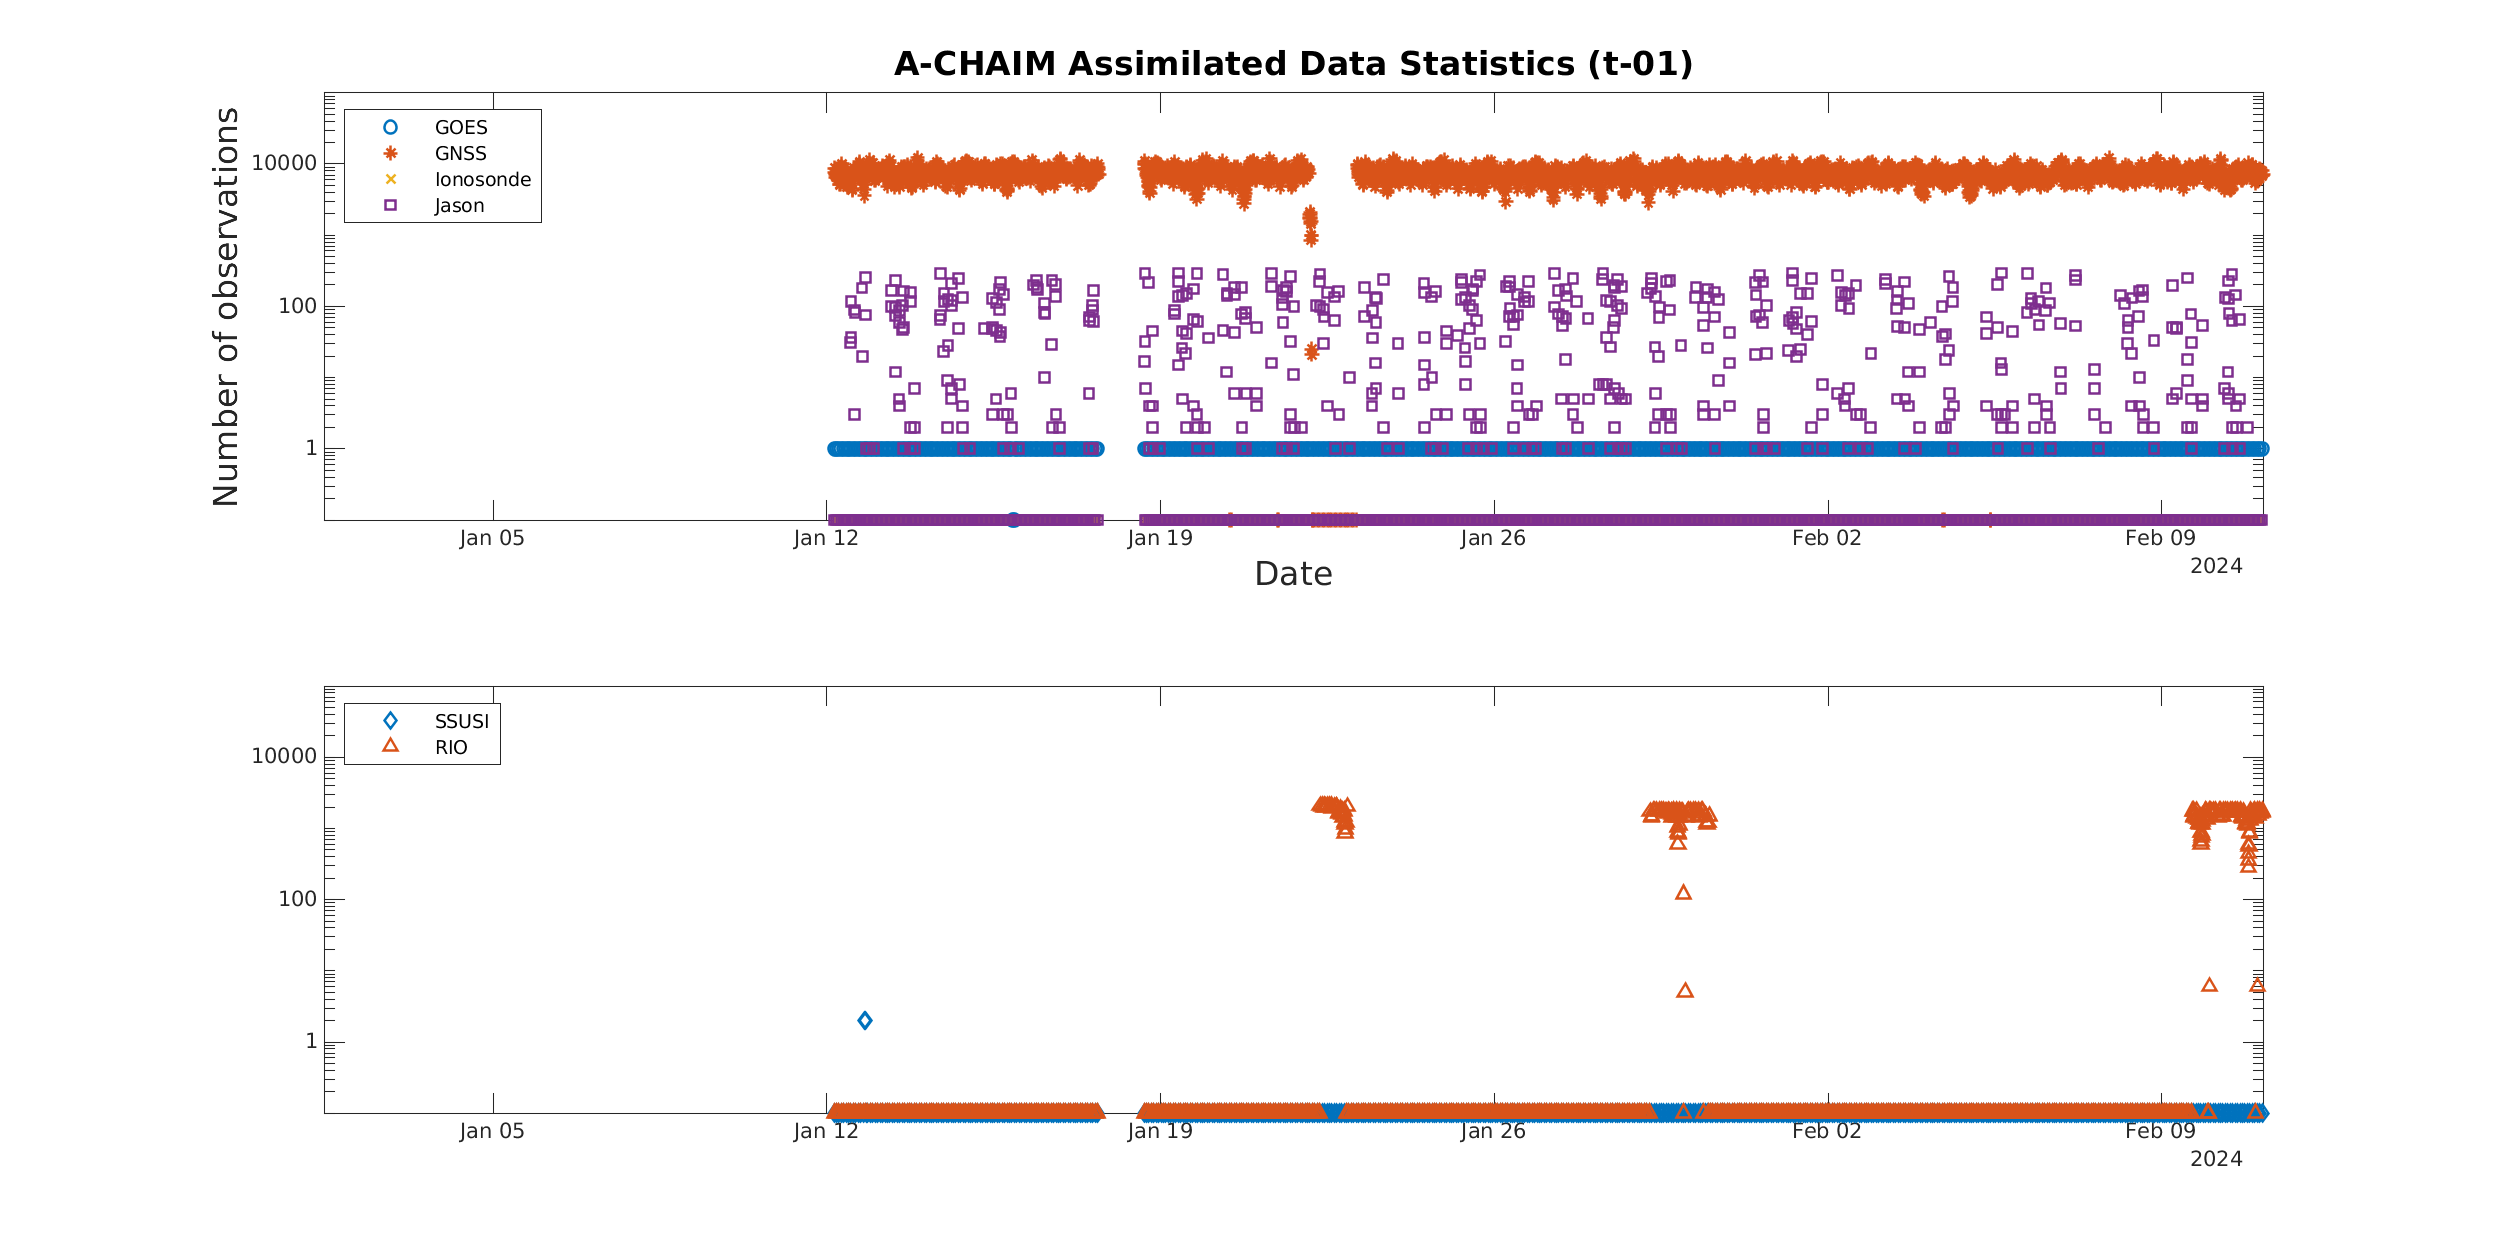 A-CHAIM Assimilated Data Statistics (t-01)
Number of observations
10000
100
1
GOES
GNSS
Ionosonde
Jason
Jan 05
Jan 12
Jan 19
Jan 26
Feb 02
Feb 09
2024
Date
10000
100
1
SSUSI
RIO
Jan 05
Jan 12
Jan 19
Jan 26
Feb 02
Feb 09
2024